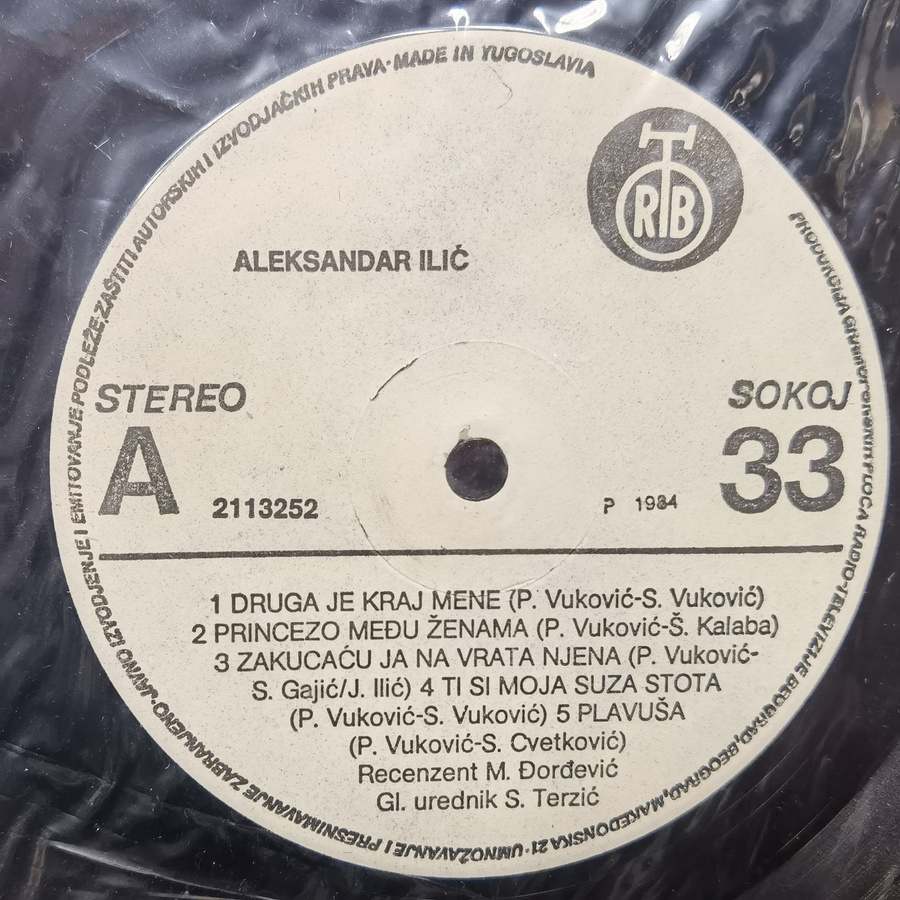 PRODUKCIJA GRAMOFONSKIH PLOČA RADIO-TELEVIZIJE BEOGRAD, BEOGRAD, MAKEDONSKA 21 · UMNOŽAVANJE I PRESNIMAVANJE ZABRANJENO · JAVNO IZVODJENJE I EMITOVANJE PODLEŽE ZAŠTITI AUTORSKIH I IZVODJAČKIH PRAVA · MADE IN YUGOSLAVIA
RTB
ALEKSANDAR ILIĆ
STEREO
SOKOJ
A
2113252
P 1984
33
1 DRUGA JE KRAJ MENE (P. Vuković-S. Vuković)
2 PRINCEZO MEĐU ŽENAMA (P. Vuković-Š. Kalaba)
3 ZAKUCAĆU JA NA VRATA NJENA (P. Vuković-
S. Gajić/J. Ilić) 4 TI SI MOJA SUZA STOTA
(P. Vuković-S. Vuković) 5 PLAVUŠA
(P. Vuković-S. Cvetković)
Recenzent M. Đorđević
Gl. urednik S. Terzić